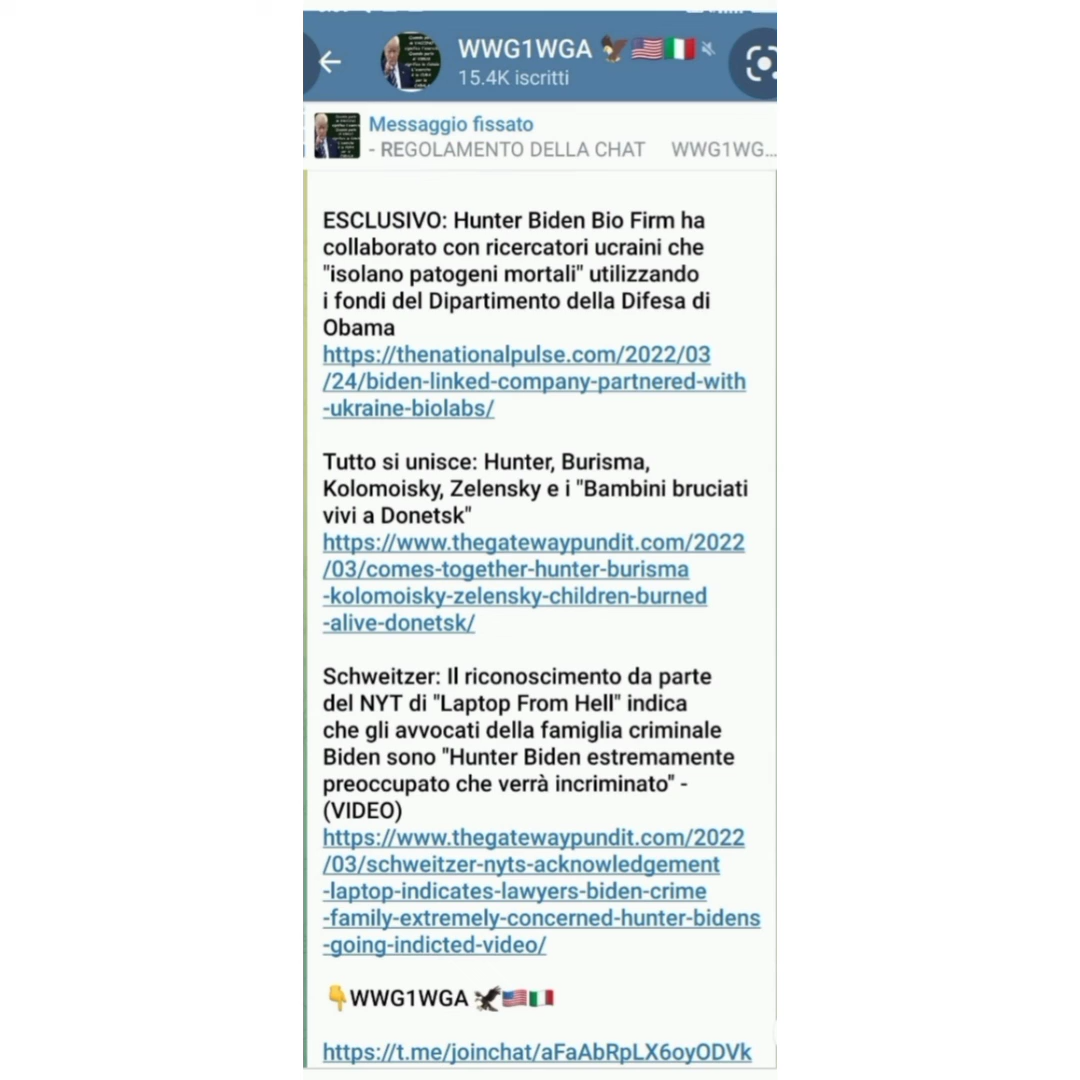 WWG1WGA 🦅🇺🇸🇮🇹
15.4K iscritti
Messaggio fissato
- REGOLAMENTO DELLA CHAT WWG1WG...
ESCLUSIVO: Hunter Biden Bio Firm ha
collaborato con ricercatori ucraini che
"isolano patogeni mortali" utilizzando
i fondi del Dipartimento della Difesa di
Obama
https://thenationalpulse.com/2022/03
/24/biden-linked-company-partnered-with
-ukraine-biolabs/
Tutto si unisce: Hunter, Burisma,
Kolomoisky, Zelensky e i "Bambini bruciati
vivi a Donetsk"
https://www.thegatewaypundit.com/2022
/03/comes-together-hunter-burisma
-kolomoisky-zelensky-children-burned
-alive-donetsk/
Schweitzer: Il riconoscimento da parte
del NYT di "Laptop From Hell" indica
che gli avvocati della famiglia criminale
Biden sono "Hunter Biden estremamente
preoccupato che verrà incriminato" -
(VIDEO)
https://www.thegatewaypundit.com/2022
/03/schweitzer-nyts-acknowledgement
-laptop-indicates-lawyers-biden-crime
-family-extremely-concerned-hunter-bidens
-going-indicted-video/
👇WWG1WGA 🦅🇺🇸🇮🇹
https://t.me/joinchat/aFaAbRpLX6oyODVk